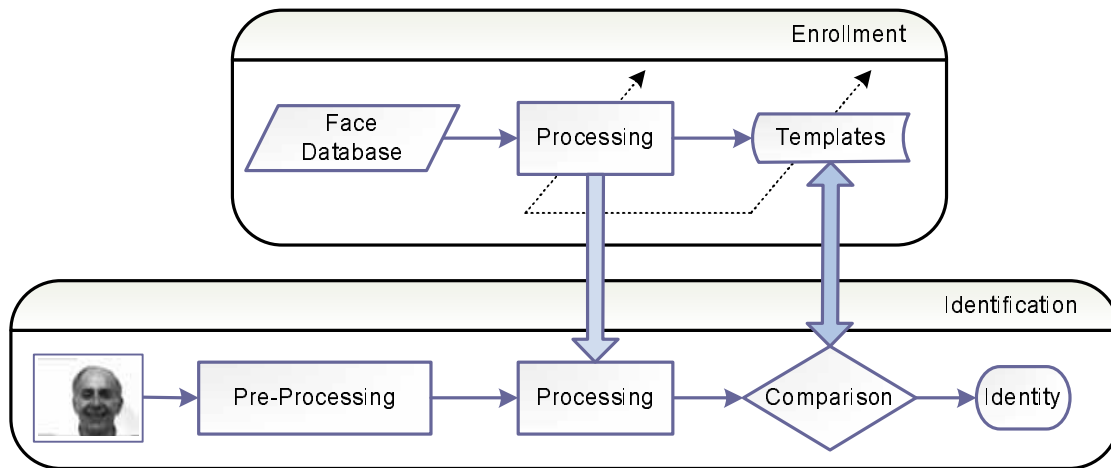 Enrollment
Face
Database
Processing
Templates
Identification
Pre-Processing
Processing
Comparison
Identity